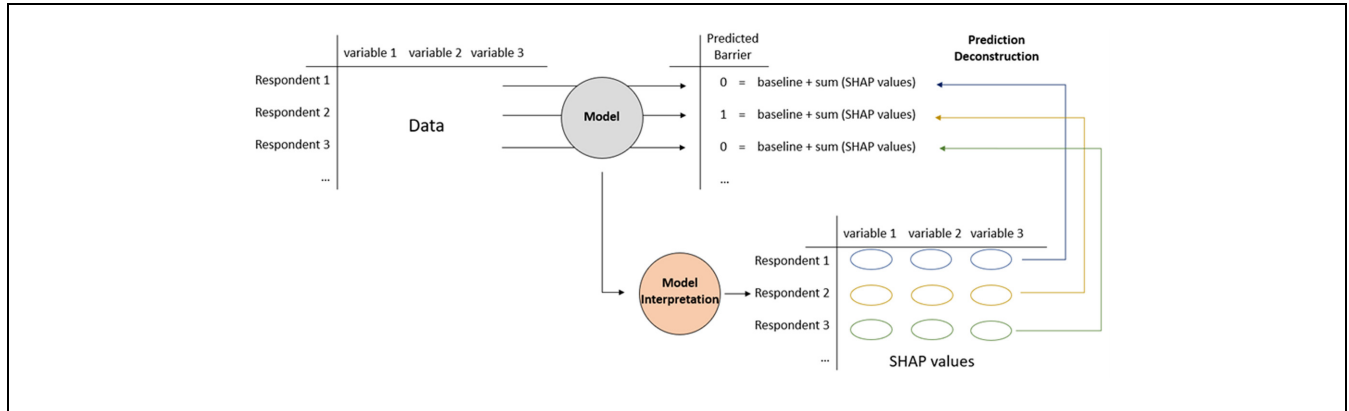 variable 1 variable 2 variable 3
Respondent 1
Respondent 2
Respondent 3
...
Data
Model
Predicted
Barrier
0 = baseline + sum (SHAP values)
1 = baseline + sum (SHAP values)
0 = baseline + sum (SHAP values)
...
Prediction
Deconstruction
Model
Interpretation
variable 1 variable 2 variable 3
Respondent 1
Respondent 2
Respondent 3
...
SHAP values